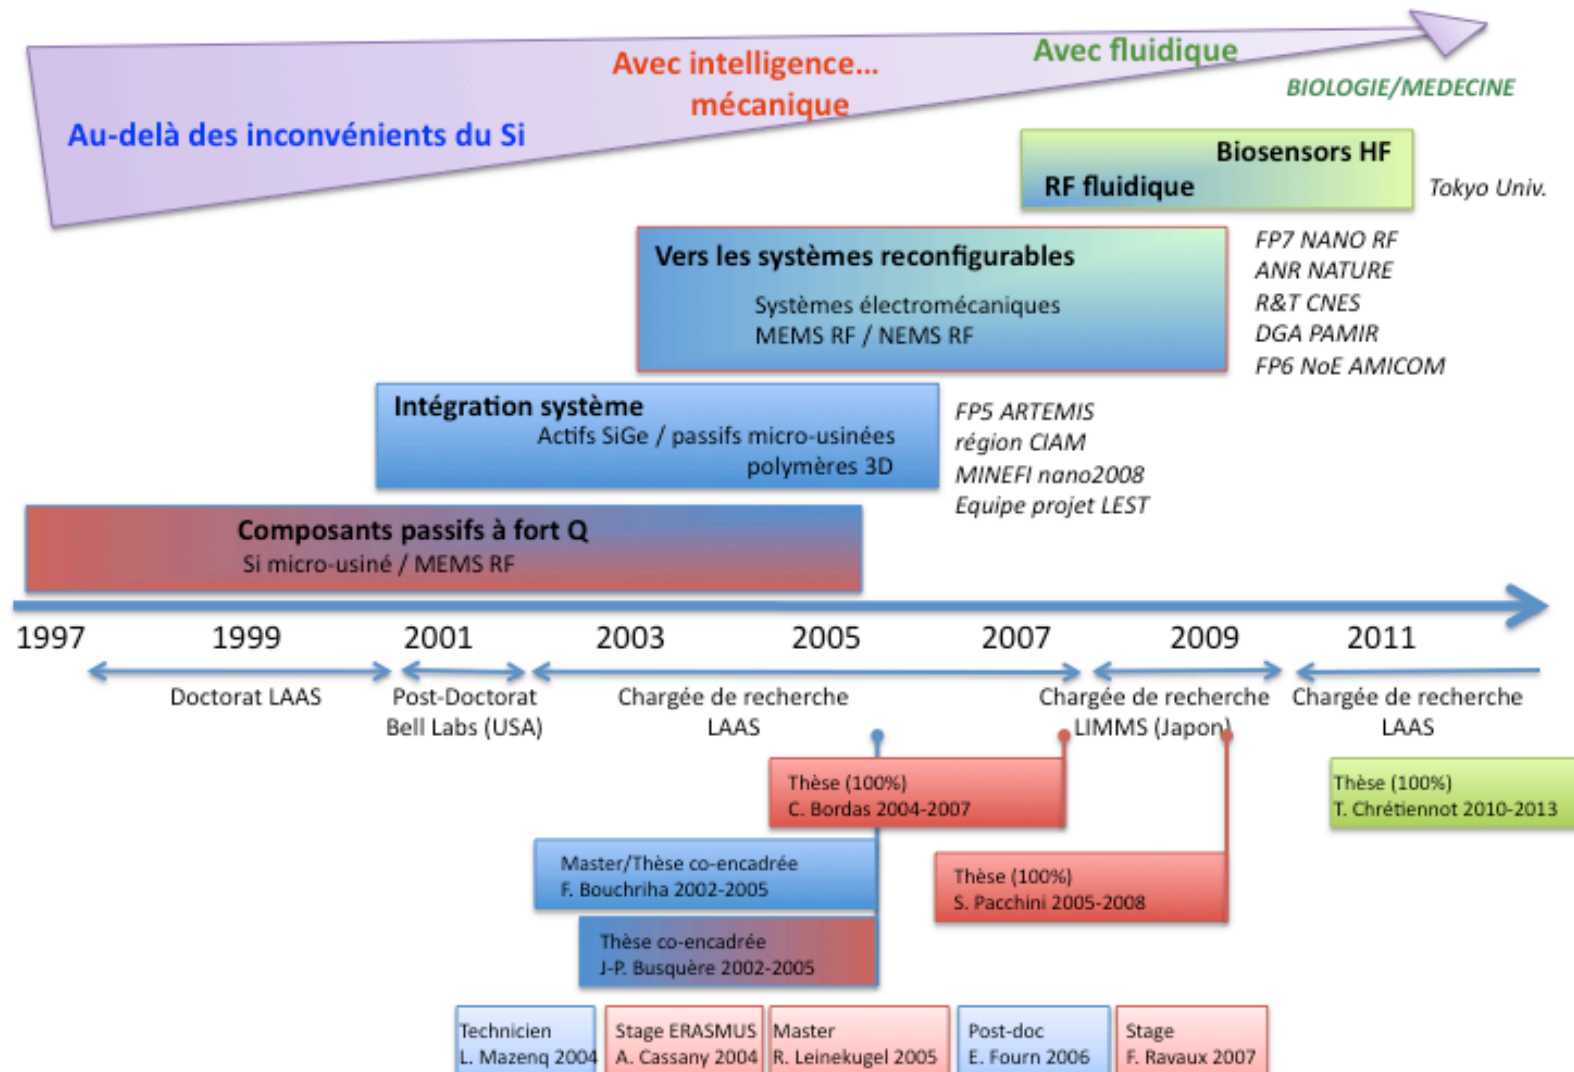 Avec intelligence...
mécanique
Avec fluidique
BIOLOGIE/MEDECINE
Au-delà des inconvénients du Si
Biosensors HF
RF fluidique
Tokyo Univ.
Vers les systèmes reconfigurables
Systèmes électromécaniques
MEMS RF / NEMS RF
FP7 NANO RF
ANR NATURE
R&T CNES
DGA PAMIR
FP6 NoE AMICOM
Intégration système
Actifs SiGe / passifs micro-usinées
polymères 3D
FP5 ARTEMIS
région CIAM
MINEFI nano2008
Equipe projet LEST
Composants passifs à fort Q
Si micro-usiné / MEMS RF
1997 1999 2001 2003 2005 2007 2009 2011
Doctorat LAAS
Post-Doctorat
Bell Labs (USA)
Chargée de recherche
LAAS
Chargée de recherche
LIMMS (Japon)
Chargée de recherche
LAAS
Thèse (100%)
C. Bordas 2004-2007
Thèse (100%)
T. Chrétiennot 2010-2013
Master/Thèse co-encadrée
F. Bouchriha 2002-2005
Thèse (100%)
S. Pacchini 2005-2008
Thèse co-encadrée
J-P. Busquère 2002-2005
Technicien
L. Mazenq 2004
Stage ERASMUS
A. Cassany 2004
Master
R. Leinekugel 2005
Post-doc
E. Fourn 2006
Stage
F. Ravaux 2007